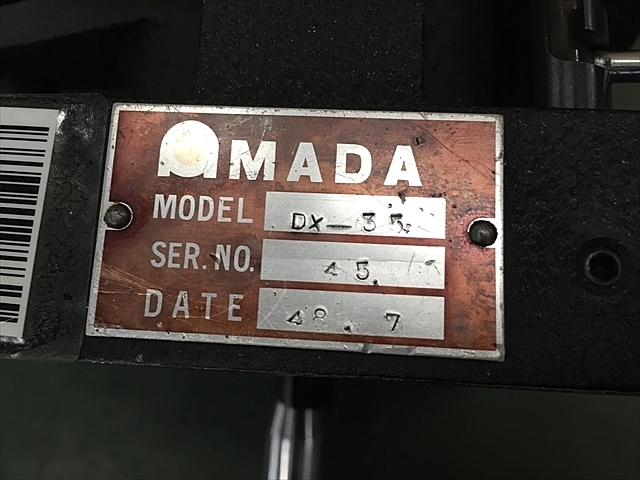 AMADA
MODEL DX-35
SER. NO. 45.
DATE 48.7